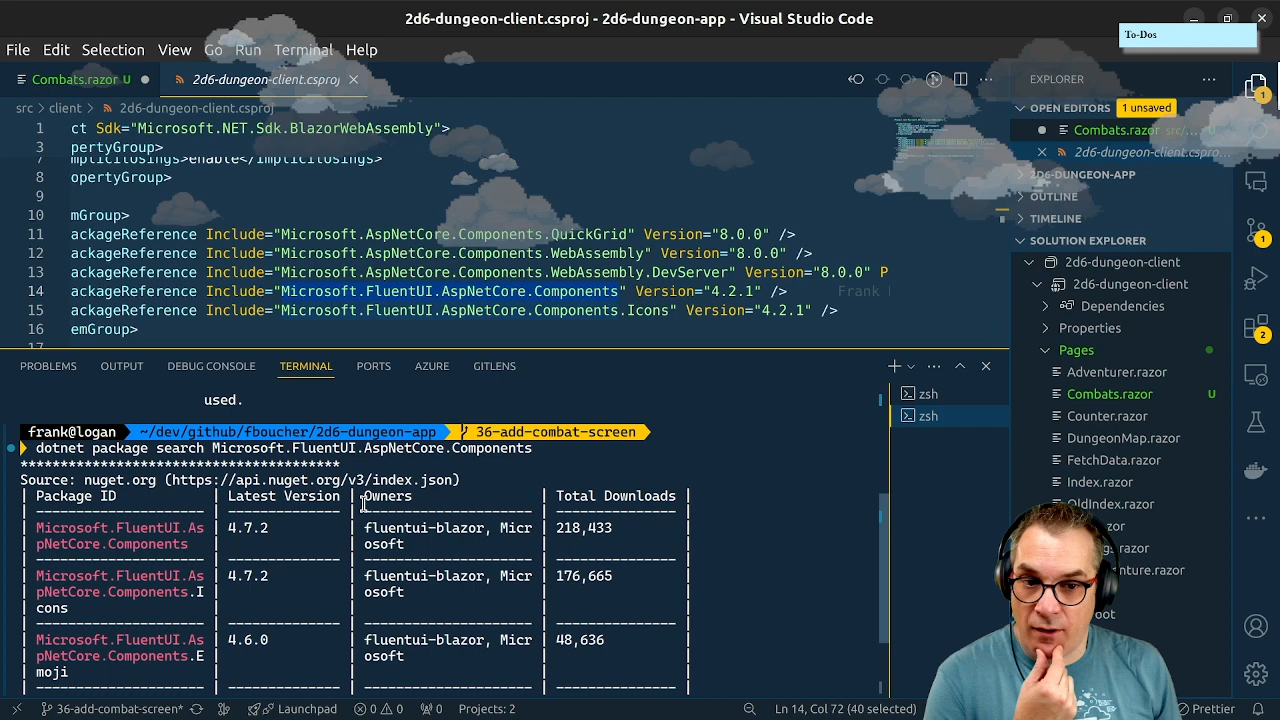 2d6-dungeon-client.csproj - 2d6-dungeon-app - Visual Studio Code
To-Dos
File Edit Selection View Go Run Terminal Help
Combats.razor U
2d6-dungeon-client.csproj
EXPLORER
src > client > 2d6-dungeon-client.csproj
OPEN EDITORS 1 unsaved
Combats.razor src/... U
2d6-dungeon-client.cspro...
2D6-DUNGEON-APP
OUTLINE
TIMELINE
SOLUTION EXPLORER
2d6-dungeon-client
2d6-dungeon-client
Dependencies
Properties
Pages
Adventurer.razor
Combats.razor U
Counter.razor
DungeonMap.razor
FetchData.razor
Index.razor
OldIndex.razor
1 ct Sdk="Microsoft.NET.Sdk.BlazorWebAssembly">
3 pertyGroup>
7 mplicitUsings>enable</ImplicitUsings>
8 opertyGroup>
9
10 mGroup>
11 ackageReference Include="Microsoft.AspNetCore.Components.QuickGrid" Version="8.0.0" />
12 ackageReference Include="Microsoft.AspNetCore.Components.WebAssembly" Version="8.0.0" />
13 ackageReference Include="Microsoft.AspNetCore.Components.WebAssembly.DevServer" Version="8.0.0" P
14 ackageReference Include="Microsoft.FluentUI.AspNetCore.Components" Version="4.2.1" /> Frank
15 ackageReference Include="Microsoft.FluentUI.AspNetCore.Components.Icons" Version="4.2.1" />
16 emGroup>
17
PROBLEMS OUTPUT DEBUG CONSOLE TERMINAL PORTS AZURE GITLENS
zsh
zsh
used.
frank@logan ~/dev/github/fboucher/2d6-dungeon-app 36-add-combat-screen
dotnet package search Microsoft.FluentUI.AspNetCore.Components
****************************************
Source: nuget.org (https://api.nuget.org/v3/index.json)
| Package ID | Latest Version | Owners | Total Downloads |
| Microsoft.FluentUI.As | 4.7.2 | fluentui-blazor, Micr | 218,433 |
| pNetCore.Components | | osoft | |
| Microsoft.FluentUI.As | 4.7.2 | fluentui-blazor, Micr | 176,665 |
| pNetCore.Components.I | | osoft | |
| cons | | | |
| Microsoft.FluentUI.As | 4.6.0 | fluentui-blazor, Micr | 48,636 |
| pNetCore.Components.E | | osoft | |
| moji | | | |
36-add-combat-screen* Launchpad 0 0 0 Projects: 2 Ln 14, Col 72 (40 selected) Prettier